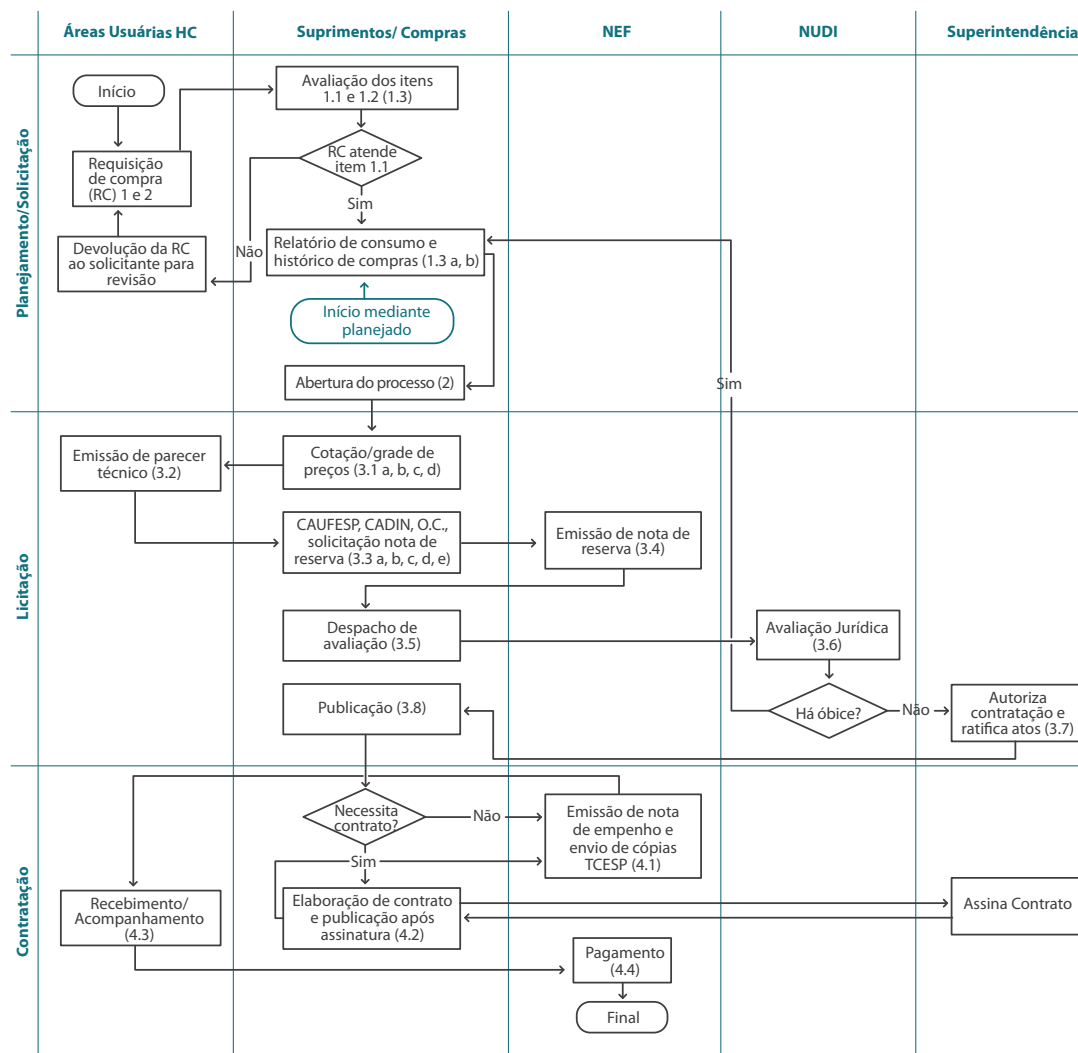 Áreas Usuárias HC
Suprimentos/ Compras
NEF
NUDI
Superintendência
Planejamento/Solicitação
Início
Avaliação dos itens
1.1 e 1.2 (1.3)
RC atende
item 1.1
Requisição
de compra
(RC) 1 e 2
Sim
Não
Devolução da RC
ao solicitante para
revisão
Relatório de consumo e
histórico de compras (1.3 a, b)
Início mediante
planejado
Abertura do processo (2)
Sim
Licitação
Emissão de parecer
técnico (3.2)
Cotação/grade de
preços (3.1 a, b, c, d)
CAUFESP, CADIN, O.C.,
solicitação nota de
reserva (3.3 a, b, c, d, e)
Emissão de nota de
reserva (3.4)
Despacho de
avaliação (3.5)
Avaliação Jurídica
(3.6)
Publicação (3.8)
Há óbice?
Não
Autoriza
contratação e
ratifica atos (3.7)
Contratação
Necessita
contrato?
Não
Emissão de nota
de empenho e
envio de cópias
TCESP (4.1)
Sim
Recebimento/
Acompanhamento
(4.3)
Elaboração de contrato
e publicação após
assinatura (4.2)
Assina Contrato
Pagamento
(4.4)
Final